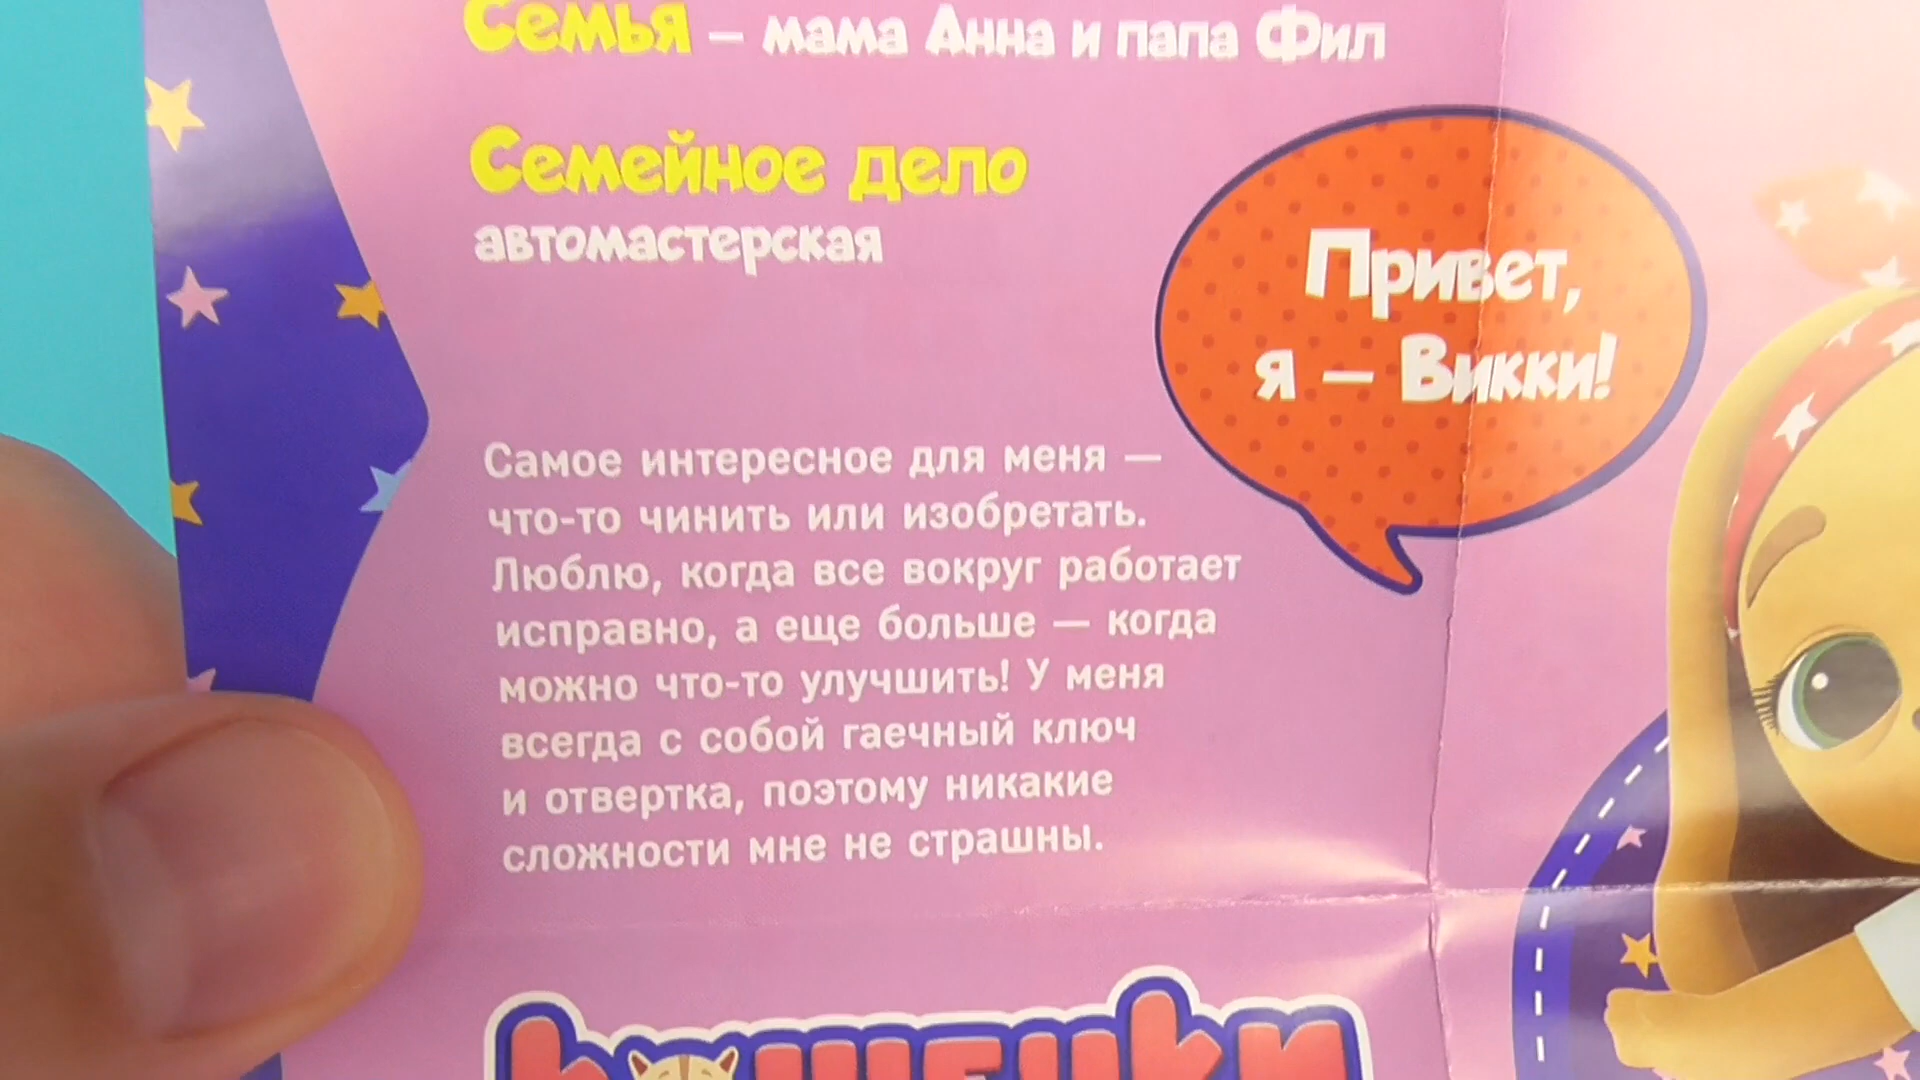 Семья – мама Анна и папа Фил
Семейное дело
автомастерская
Привет,
я – Викки!
Самое интересное для меня —
что-то чинить или изобретать.
Люблю, когда все вокруг работает
исправно, а еще больше — когда
можно что-то улучшить! У меня
всегда с собой гаечный ключ
и отвертка, поэтому никакие
сложности мне не страшны.